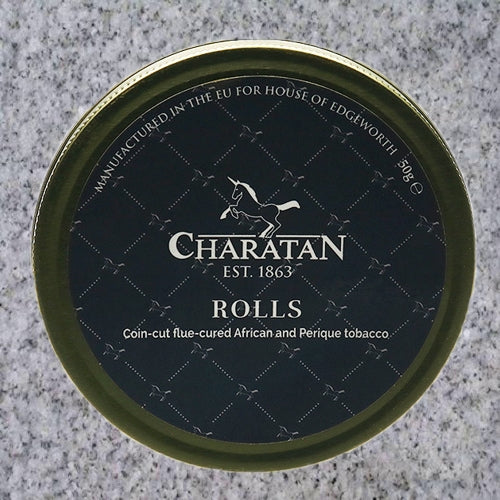 MANUFACTURED IN THE EU FOR HOUSE OF EDGEWORTH 50g ℮
CHARATAN
EST. 1863
ROLLS
Coin-cut flue-cured African and Perique tobacco